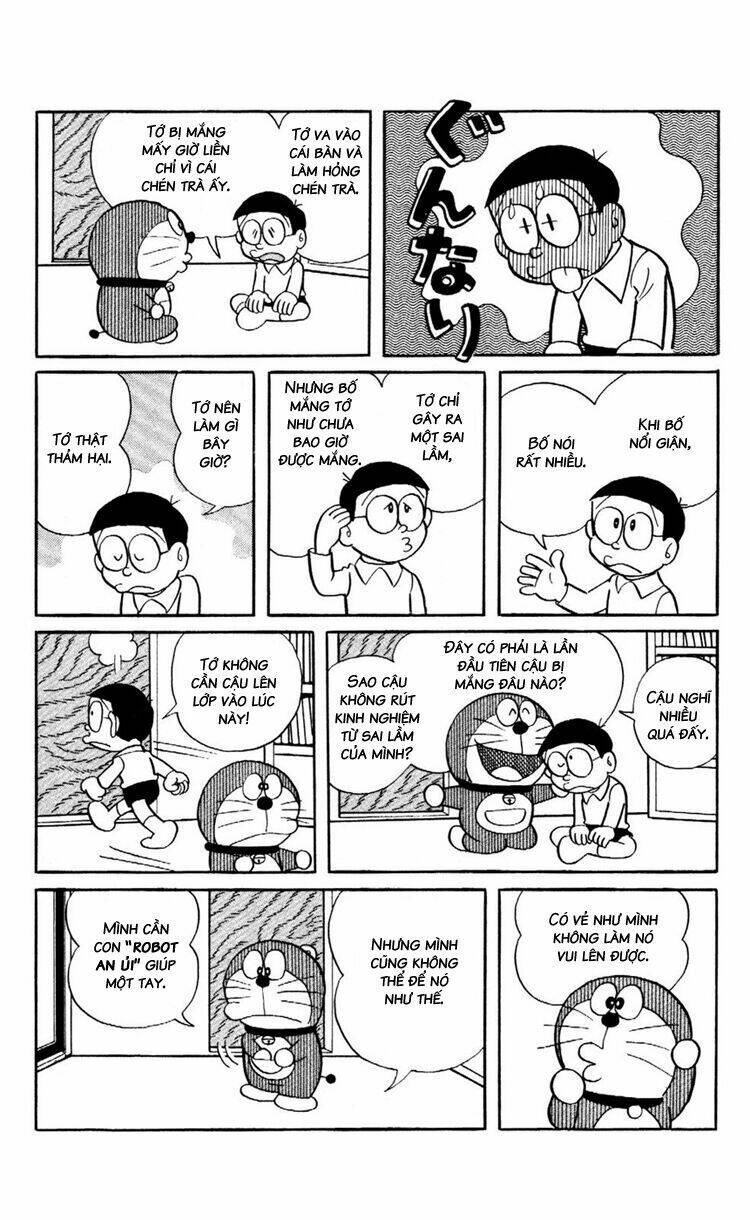 ぐんなり
TỚ VA VÀO
CÁI BÀN VÀ
LÀM HỎNG
CHÉN TRÀ.
TỚ BỊ MẮNG
MẤY GIỜ LIỀN
CHỈ VÌ CÁI
CHÉN TRÀ ẤY.
KHI BỐ
NỔI GIẬN,
BỐ NÓI
RẤT NHIỀU.
TỚ CHỈ
GÂY RA
MỘT SAI
LẦM,
NHƯNG BỐ
MẮNG TỚ
NHƯ CHƯA
BAO GIỜ
ĐƯỢC MẮNG.
TỚ NÊN
LÀM GÌ
BÂY
GIỜ?
TỚ THẬT
THẢM HẠI.
CẬU NGHĨ
NHIỀU
QUÁ ĐẤY.
ĐÂY CÓ PHẢI LÀ LẦN
ĐẦU TIÊN CẬU BỊ
MẮNG ĐÂU NÀO?
SAO CẬU
KHÔNG RÚT
KINH NGHIỆM
TỪ SAI LẦM
CỦA MÌNH?
TỚ KHÔNG
CẦN CẬU LÊN
LỚP VÀO LÚC
NÀY!
CÓ VẺ NHƯ MÌNH
KHÔNG LÀM NÓ
VUI LÊN ĐƯỢC.
NHƯNG MÌNH
CŨNG KHÔNG
THỂ ĐỂ NÓ
NHƯ THẾ.
MÌNH CẦN
CON "ROBOT
AN ỦI" GIÚP
MỘT TAY.